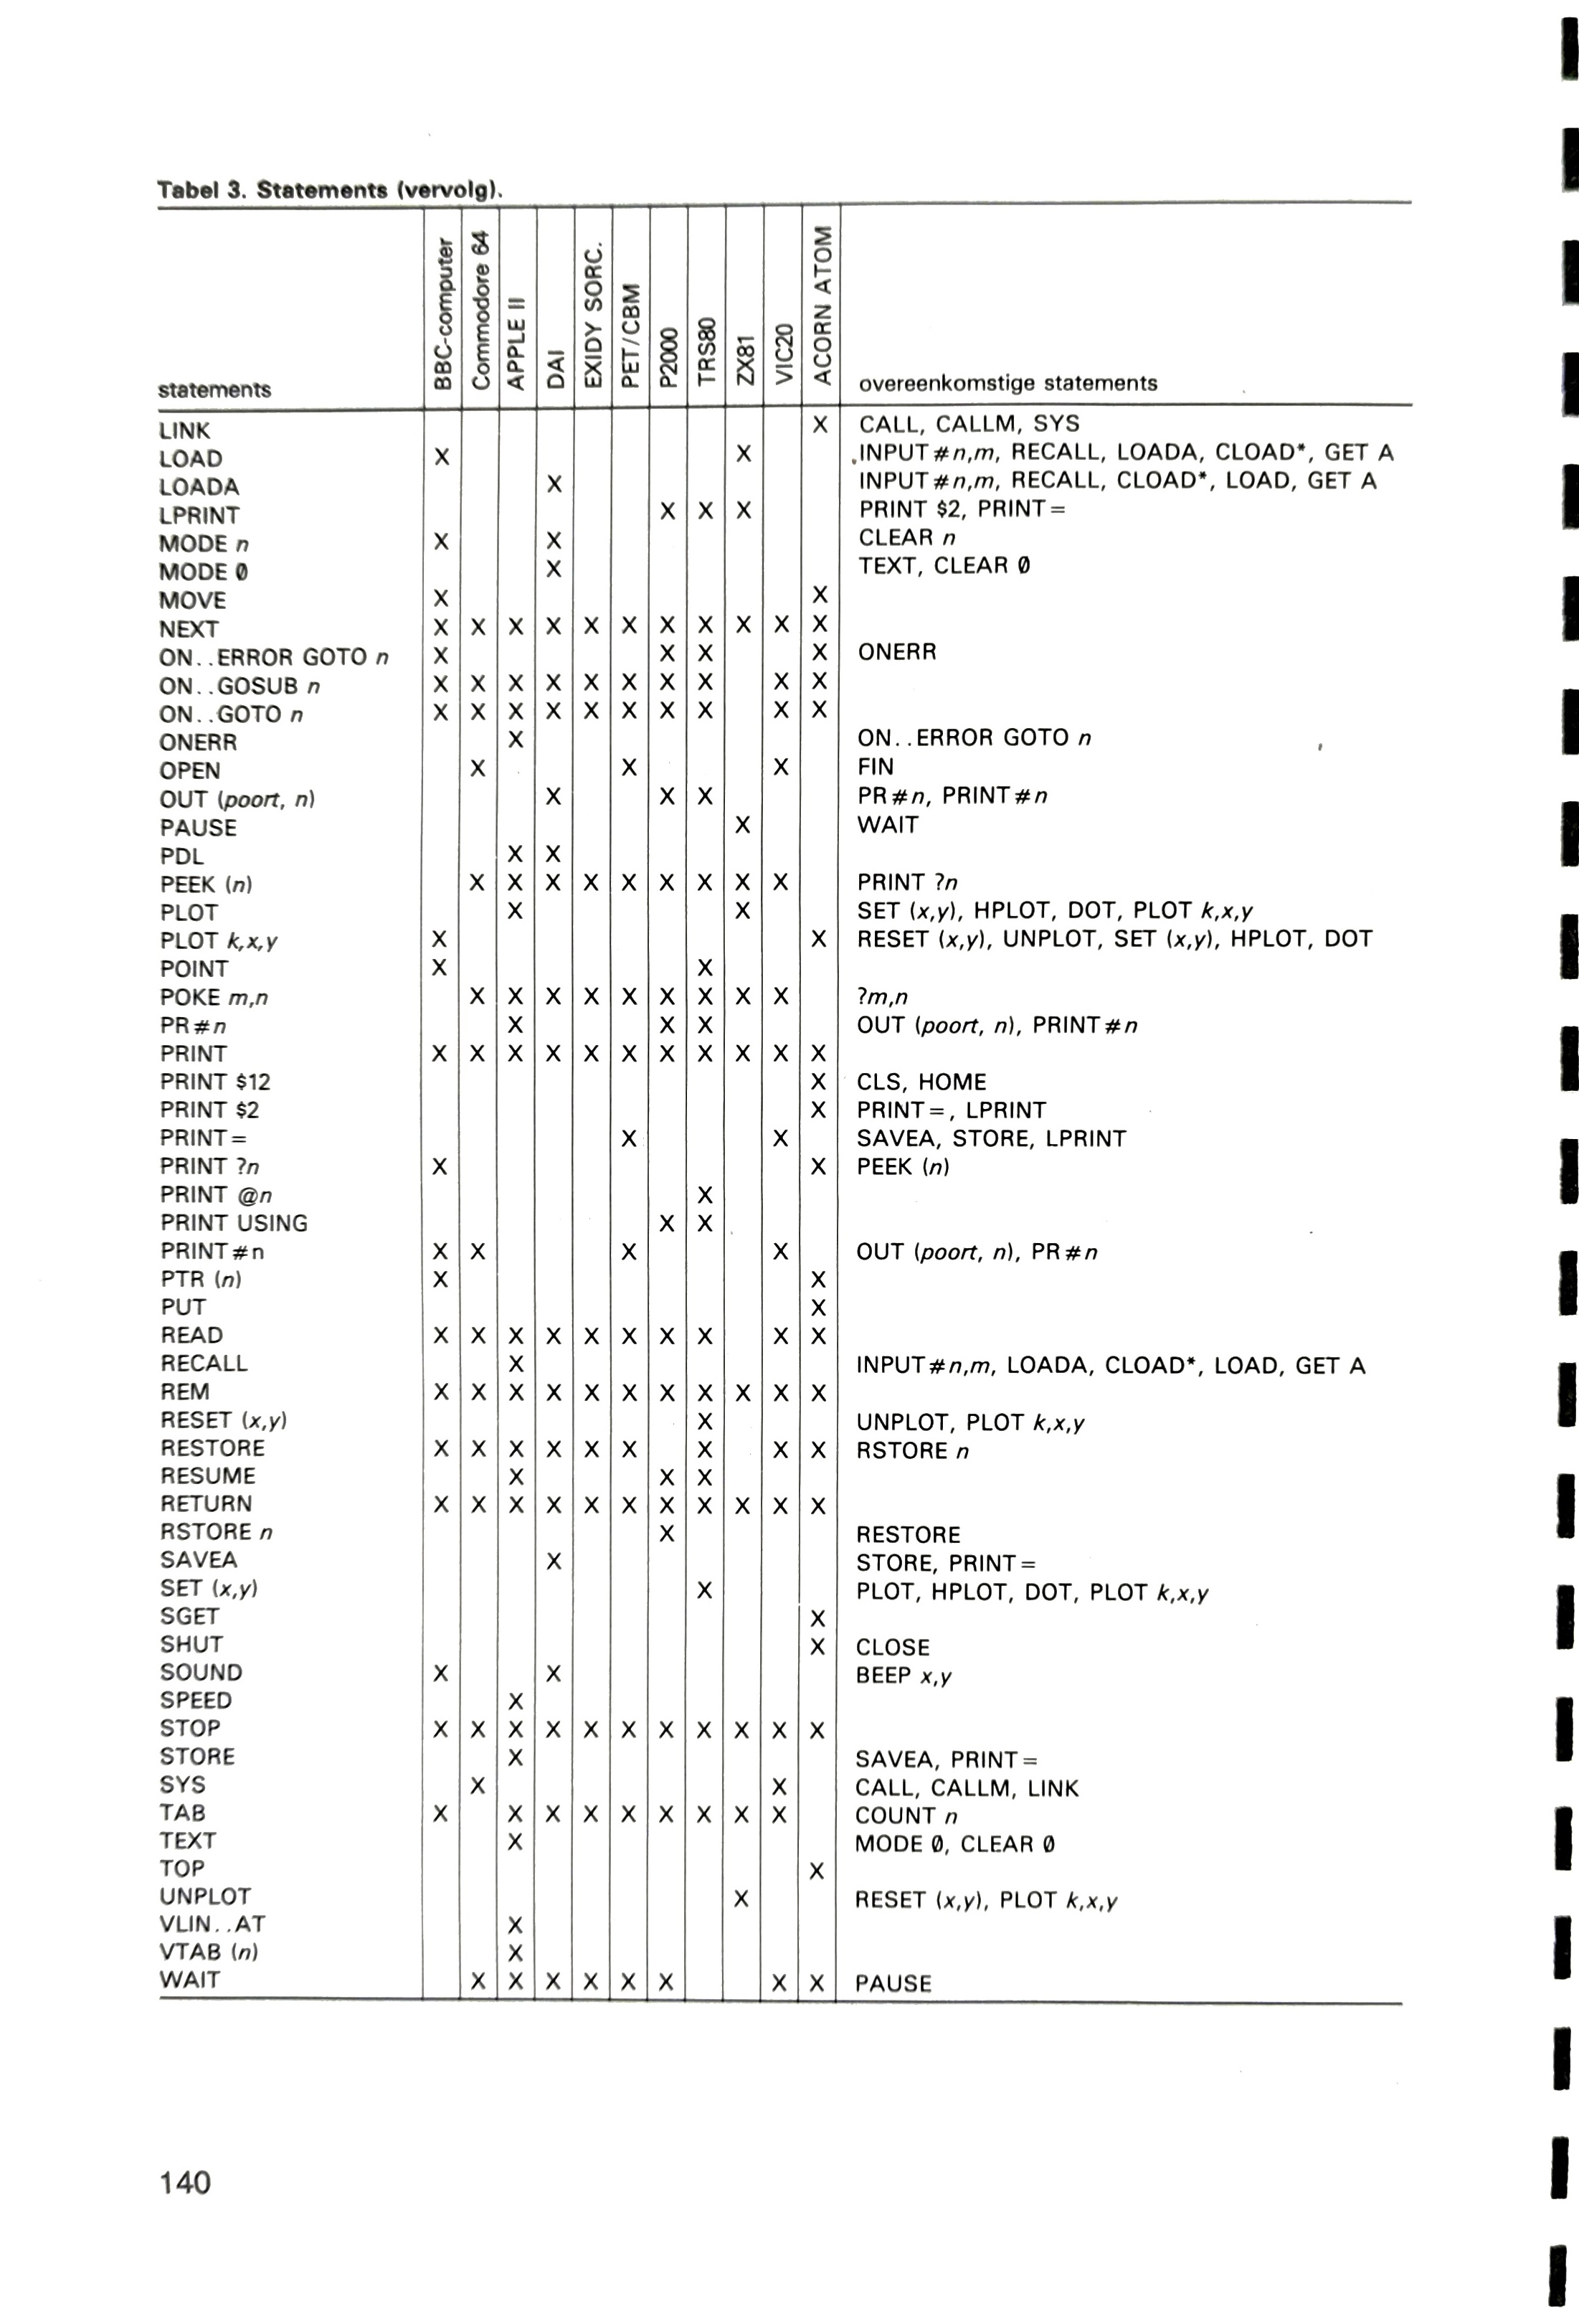 Tabel 3. Statements (vervolg).
statements BBC-computer Commodore 64 APPLE II DAI EXIDY SORC. PET/CBM P2000 TRS80 ZX81 VIC20 ACORN ATOM overeenkomstige statements
LINK X CALL, CALLM, SYS
LOAD X X INPUT#n,m, RECALL, LOADA, CLOAD*, GET A
LOADA X INPUT#n,m, RECALL, CLOAD*, LOAD, GET A
LPRINT X X X PRINT $2, PRINT=
MODE n X X CLEAR n
MODE 0 X TEXT, CLEAR 0
MOVE X X
NEXT X X X X X X X X X X X
ON..ERROR GOTO n X X X X ONERR
ON..GOSUB n X X X X X X X X X X
ON..GOTO n X X X X X X X X X X
ONERR X ON..ERROR GOTO n
OPEN X X X FIN
OUT (poort, n) X X X PR#n, PRINT#n
PAUSE X WAIT
PDL X X
PEEK (n) X X X X X X X X X PRINT ?n
PLOT X X SET (x,y), HPLOT, DOT, PLOT k,x,y
PLOT k,x,y X X RESET (x,y), UNPLOT, SET (x,y), HPLOT, DOT
POINT X X
POKE m,n X X X X X X X X X ?m,n
PR#n X X X OUT (poort, n), PRINT#n
PRINT X X X X X X X X X X X
PRINT $12 X CLS, HOME
PRINT $2 X PRINT=, LPRINT
PRINT= X X SAVEA, STORE, LPRINT
PRINT ?n X X PEEK (n)
PRINT @n X
PRINT USING X X
PRINT#n X X X X OUT (poort, n), PR#n
PTR (n) X X
PUT X
READ X X X X X X X X X X
RECALL X INPUT#n,m, LOADA, CLOAD*, LOAD, GET A
REM X X X X X X X X X X X
RESET (x,y) X UNPLOT, PLOT k,x,y
RESTORE X X X X X X X X X RSTORE n
RESUME X X X
RETURN X X X X X X X X X X X
RSTORE n X RESTORE
SAVEA X STORE, PRINT=
SET (x,y) X PLOT, HPLOT, DOT, PLOT k,x,y
SGET X
SHUT X CLOSE
SOUND X X BEEP x,y
SPEED X
STOP X X X X X X X X X X X
STORE X SAVEA, PRINT=
SYS X X CALL, CALLM, LINK
TAB X X X X X X X X X COUNT n
TEXT X MODE 0, CLEAR 0
TOP X
UNPLOT X RESET (x,y), PLOT k,x,y
VLIN..AT X
VTAB (n) X
WAIT X X X X X X X X PAUSE
140